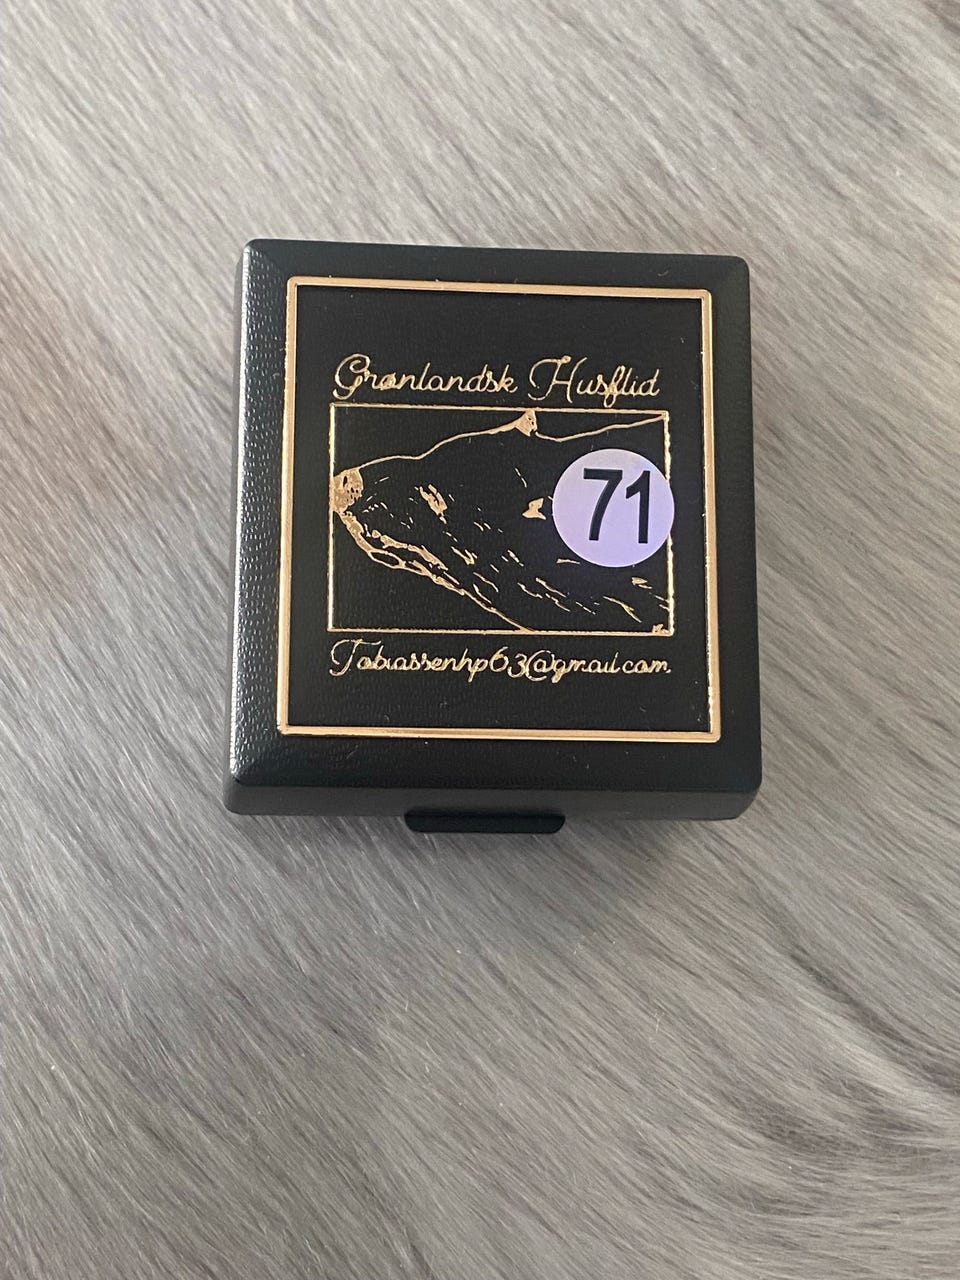 Grønlandsk Husflid
71
Tobiassenhp63@gmail.com